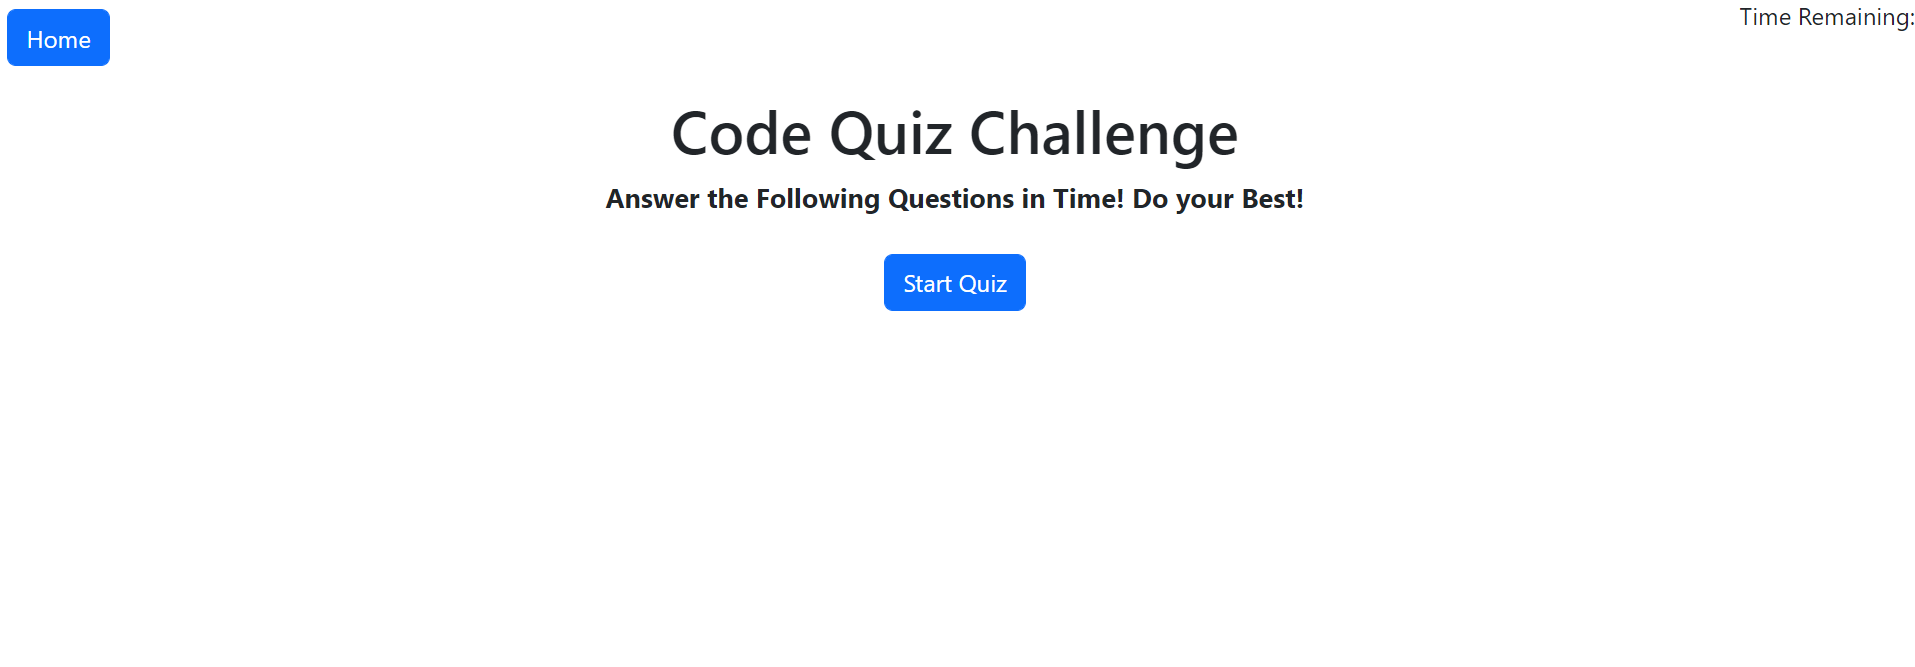 Home
Time Remaining:
Code Quiz Challenge
Answer the Following Questions in Time! Do your Best!
Start Quiz